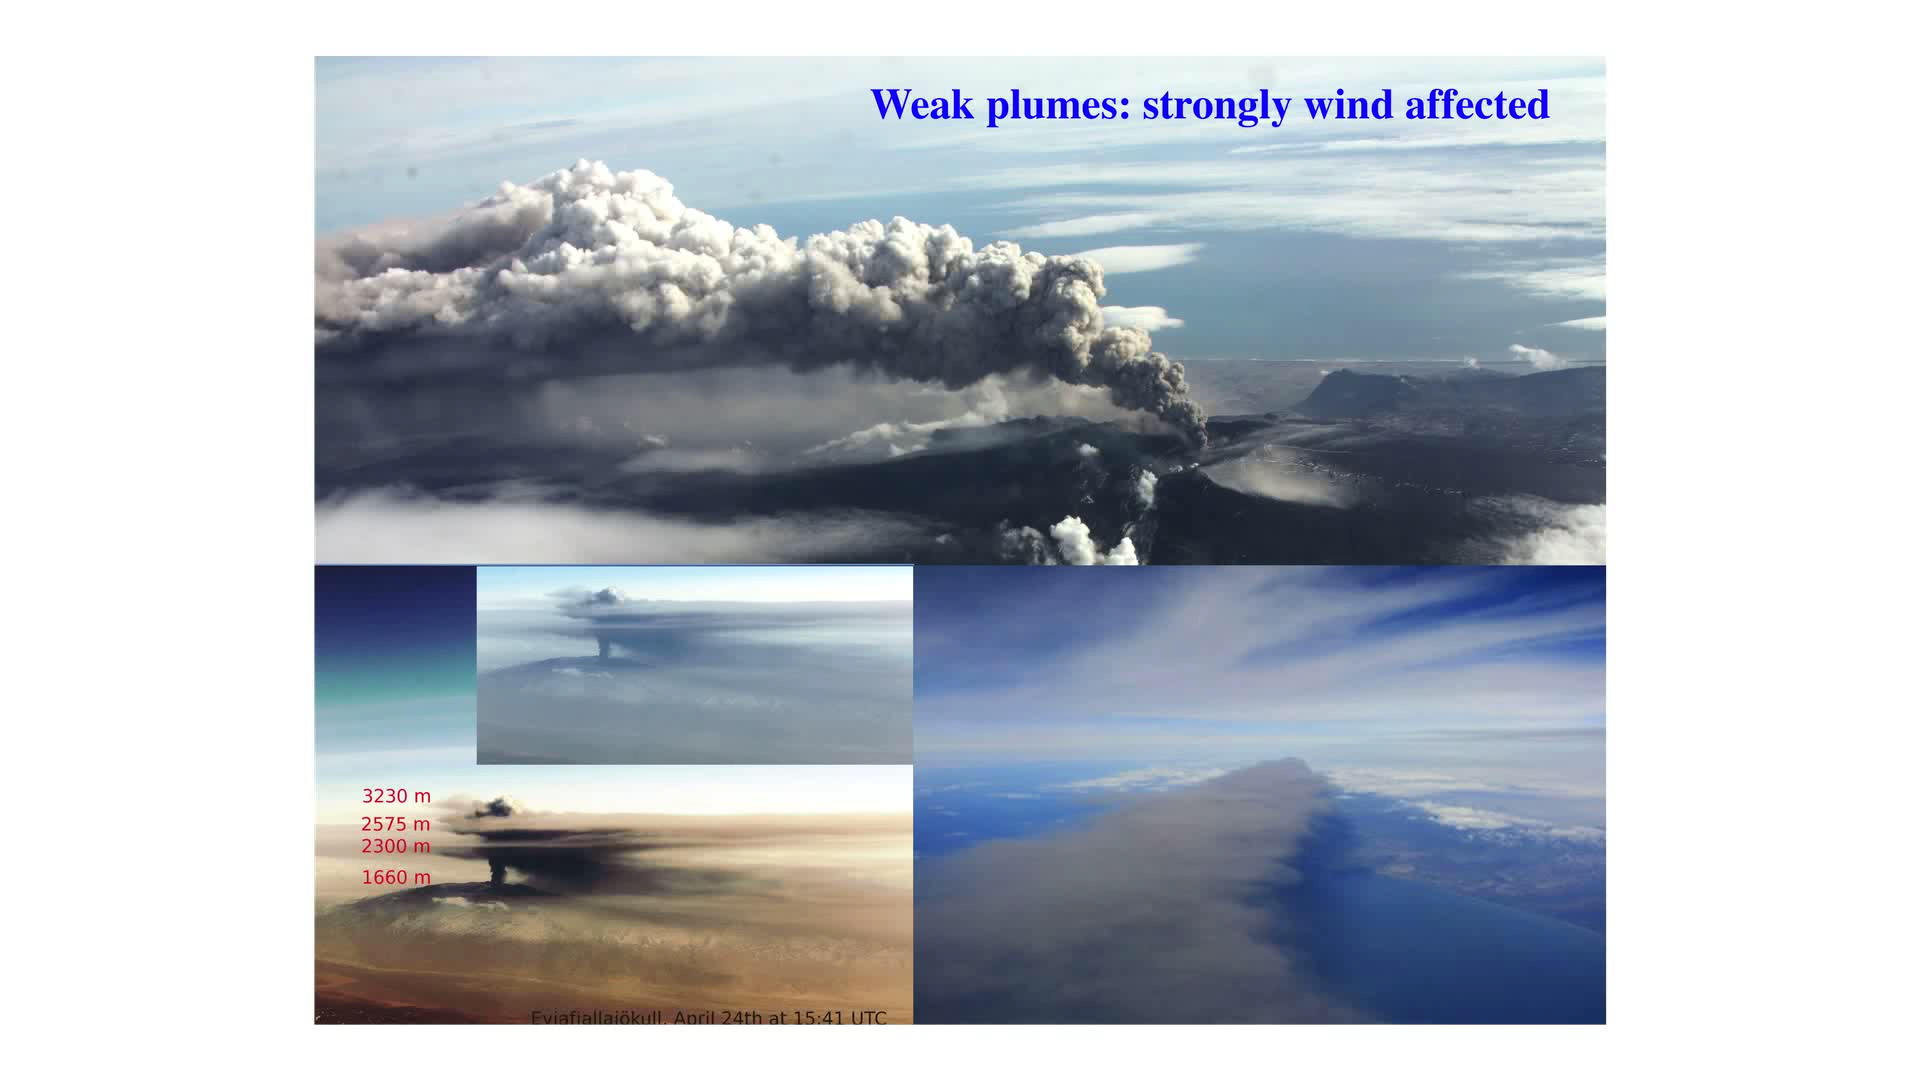 Weak plumes: strongly wind affected
3230 m
2575 m
2300 m
1660 m
Eyjafjallajökull, April 24th at 15:41 UTC